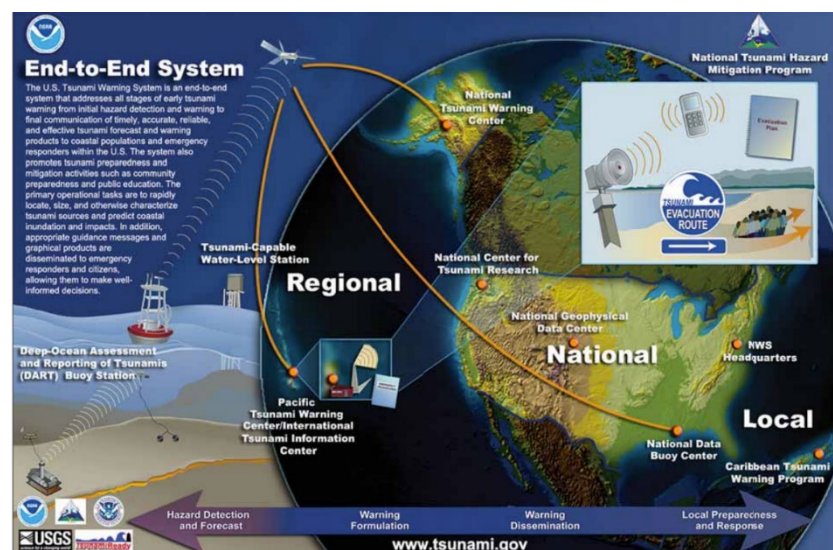 NOAA
End-to-End System
The U.S. Tsunami Warning System is an end-to-end
system that addresses all stages of early tsunami
warning from initial hazard detection and warning to
final communication of timely, accurate, reliable,
and effective tsunami forecast and warning
products to coastal populations and emergency
responders within the U.S. The system also
promotes tsunami preparedness and
mitigation activities such as community
preparedness and public education. The
primary operational tasks are to rapidly
locate, size, and otherwise characterize
tsunami sources and predict coastal
inundation and impacts. In addition,
appropriate guidance messages and
graphical products are
disseminated to emergency
responders and citizens,
allowing them to make well-
informed decisions.
National Tsunami Hazard
Mitigation Program
National
Tsunami Warning
Center
Evacuation
Plan
TSUNAMI
EVACUATION
ROUTE
Tsunami-Capable
Water-Level Station
Regional
National Center for
Tsunami Research
National Geophysical
Data Center
National
NWS
Headquarters
Deep-Ocean Assessment
and Reporting of Tsunamis
(DART) Buoy Station
Pacific
Tsunami Warning
Center/International
Tsunami Information
Center
Local
National Data
Buoy Center
Caribbean Tsunami
Warning Program
Hazard Detection
and Forecast
Warning
Formulation
Warning
Dissemination
Local Preparedness
and Response
USGS
science for a changing world
TsunamiReady
www.tsunami.gov